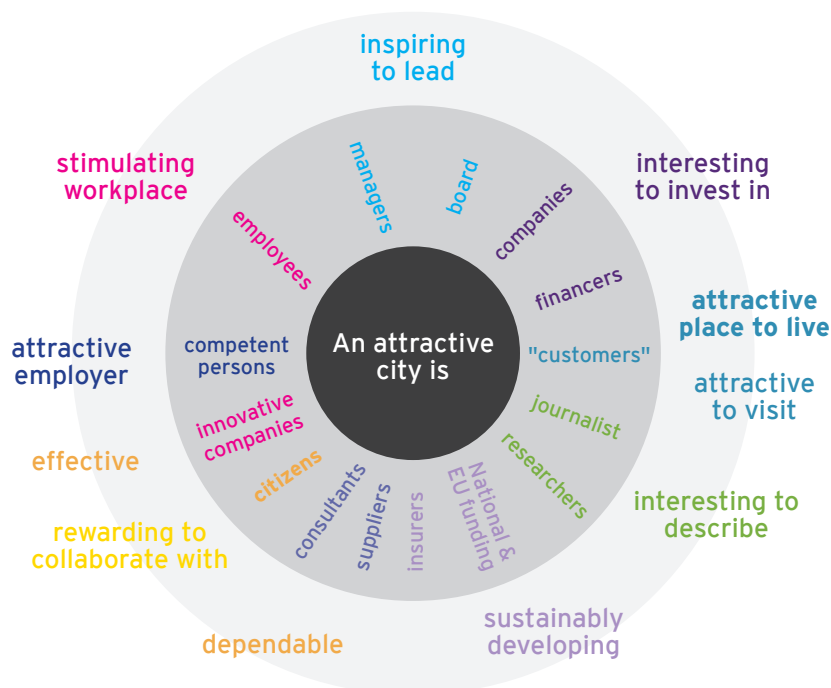 inspiring
to lead
stimulating
workplace
interesting
to invest in
managers
board
companies
employees
financers
attractive
place to live
An attractive
city is
"customers"
attractive
employer
competent
persons
attractive
to visit
innovative
companies
journalist
effective
citizens
researchers
consultants
suppliers
insurers
National &
EU funding
interesting to
describe
rewarding to
collaborate with
dependable
sustainably
developing